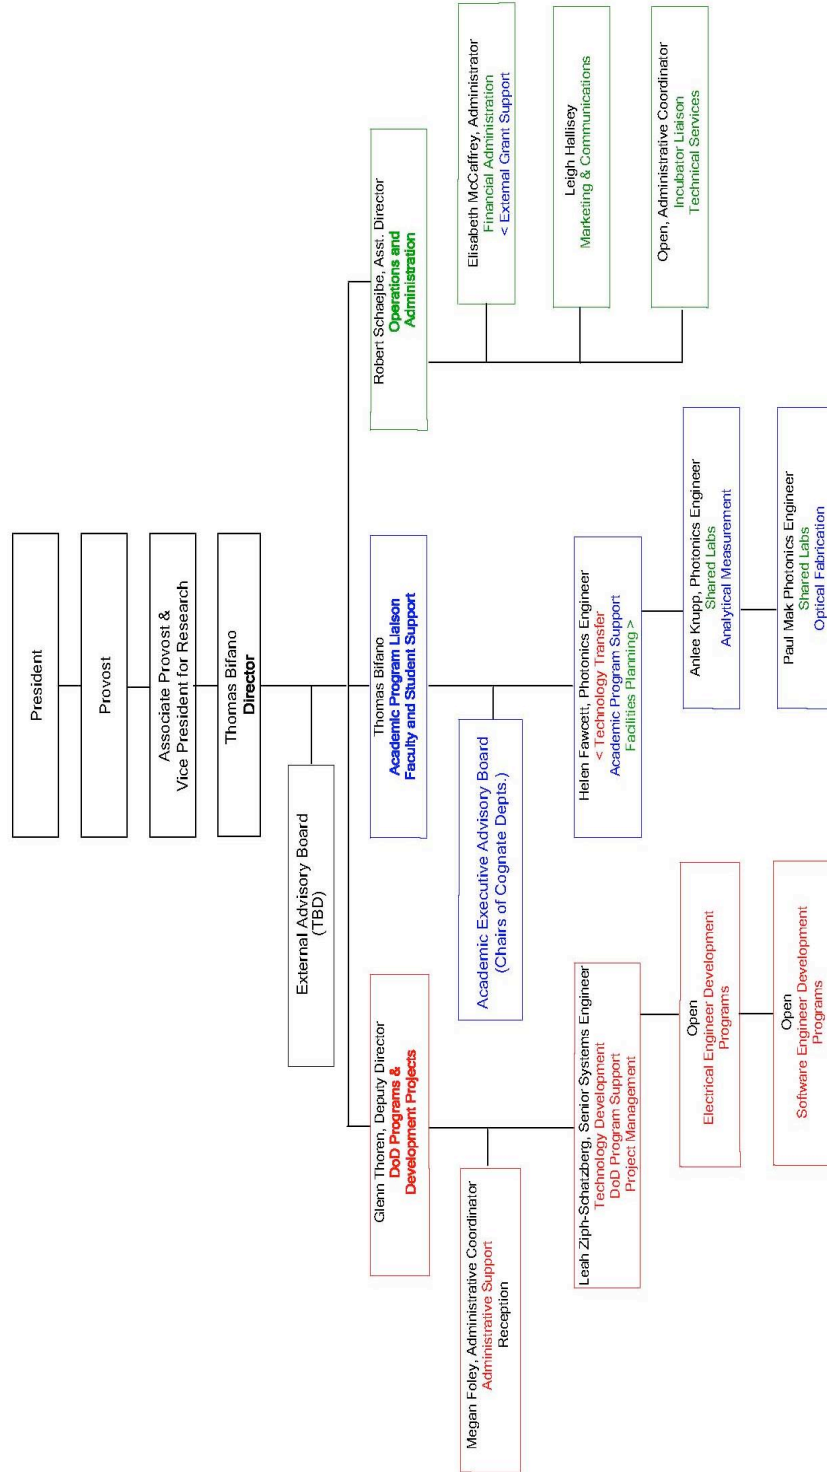 President
Provost
Associate Provost &
Vice President for Research
Thomas Bifano
Director
External Advisory Board
(TBD)
Glenn Thoren, Deputy Director
DoD Programs &
Development Projects
Thomas Bifano
Academic Program Liaison
Faculty and Student Support
Robert Schaejbe, Asst. Director
Operations and
Administration
Megan Foley, Administrative Coordinator
Administrative Support
Reception
Academic Executive Advisory Board
(Chairs of Cognate Depts.)
Elisabeth McCaffrey, Administrator
Financial Administration
< External Grant Support
Leigh Hallisey
Marketing & Communications
Open, Administrative Coordinator
Incubator Liaison
Technical Services
Leah Ziph-Schatzberg, Senior Systems Engineer
Technology Development
DoD Program Support
Project Management
Helen Fawcett, Photonics Engineer
< Technology Transfer
Academic Program Support
Facilities Planning >
Open
Electrical Engineer Development
Programs
Anlee Krupp, Photonics Engineer
Shared Labs
Analytical Measurement
Open
Software Engineer Development
Programs
Paul Mak Photonics Engineer
Shared Labs
Optical Fabrication